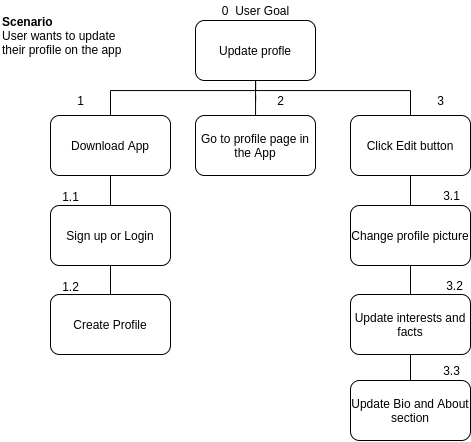 0 User Goal
Scenario
User wants to update
their profile on the app
Update profle
1
2
3
Download App
Go to profile page in
the App
Click Edit button
1.1
3.1
Sign up or Login
Change profile picture
1.2
3.2
Create Profile
Update interests and
facts
3.3
Update Bio and About
section